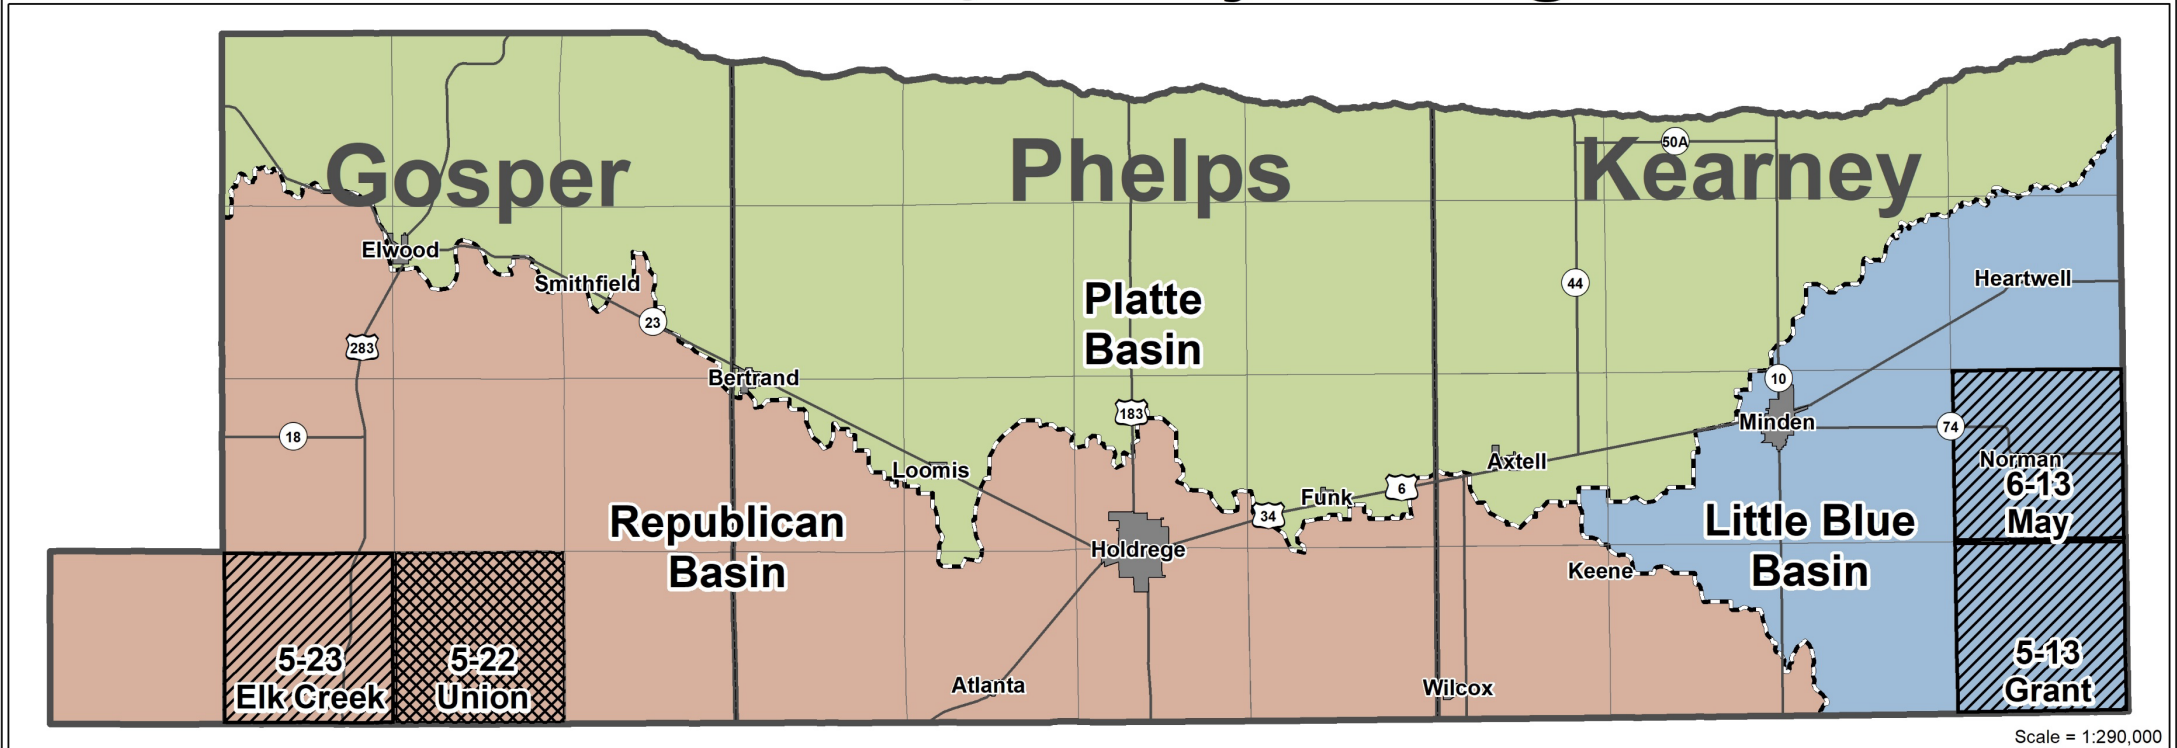 Gosper
Phelps
Kearney
50A
Elwood
Smithfield
23
283
18
Bertrand
Platte
Basin
44
Heartwell
10
Minden
74
183
Loomis
Axtell
Norman
6-13
May
Funk
6
34
Republican
Basin
Holdrege
Little Blue
Basin
Keene
5-23
Elk Creek
5-22
Union
Atlanta
Wilcox
5-13
Grant
Scale = 1:290,000